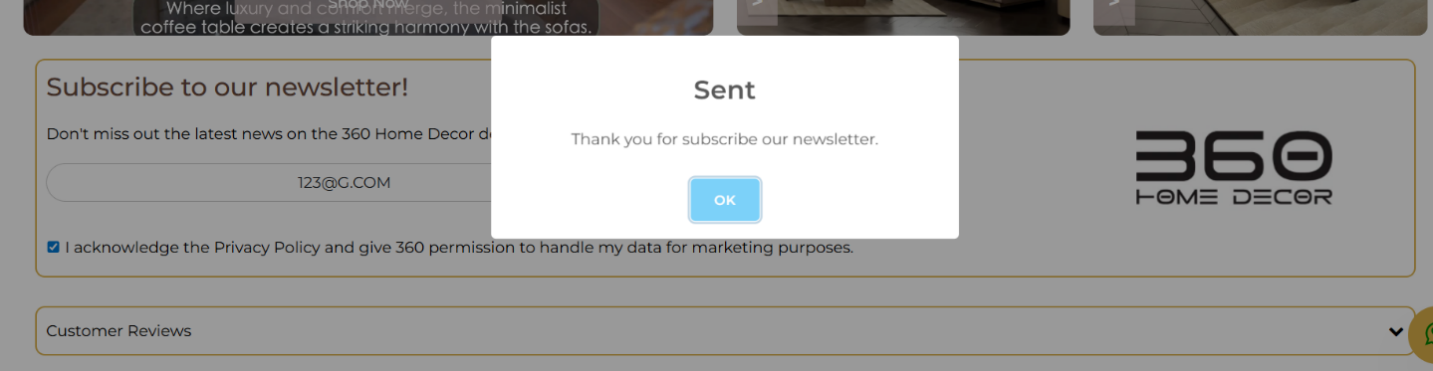 Shop Now
Where luxury and comfort merge, the minimalist
coffee table creates a striking harmony with the sofas.
>
>
Subscribe to our newsletter!
Don't miss out the latest news on the 360 Home Decor
123@G.COM
I acknowledge the Privacy Policy and give 360 permission to handle my data for marketing purposes.
Sent
Thank you for subscribe our newsletter.
OK
360
HOME DECOR
Customer Reviews